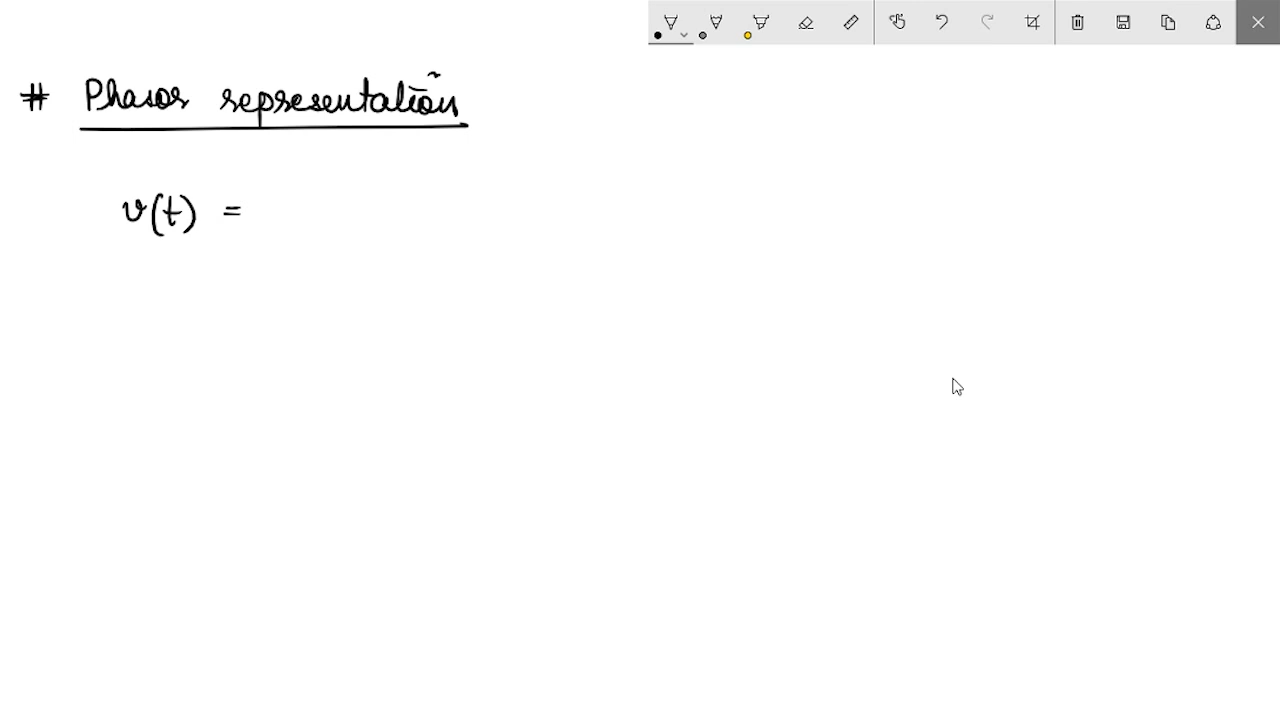 # Phasor representation
v(t) =